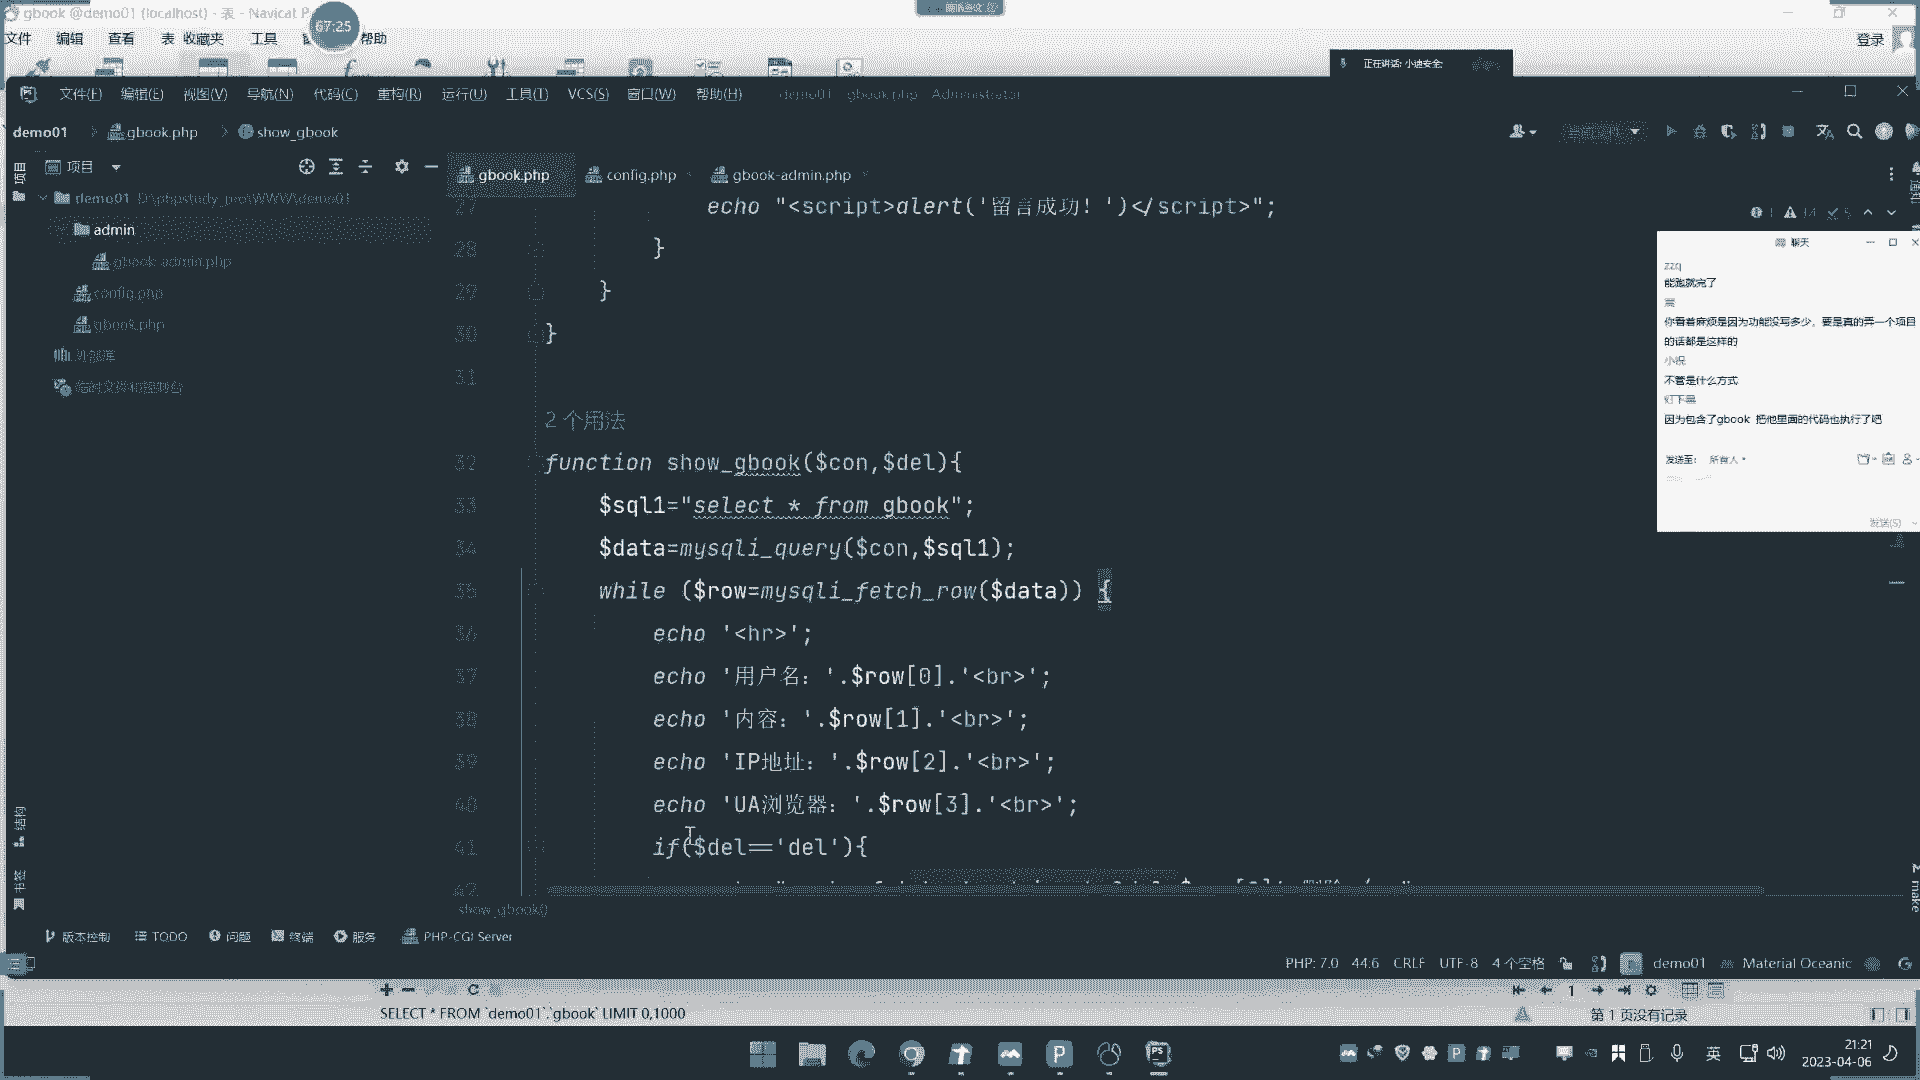 gbook @demo01 (localhost) - 表 - Navicat P
67:25
文件 编辑 查看 表 收藏夹 工具 帮助
登录
正在讲话: 小迪安全:
文件(F) 编辑(E) 视图(V) 导航(N) 代码(C) 重构(R) 运行(U) 工具(T) VCS(S) 窗口(W) 帮助(H) demo01 gbook.php Administrator
demo01 gbook.php show_gbook
当前文件
项目
项目
demo01 D:\phpstudy_pro\WWW\demo01
admin
gbook-admin.php
config.php
gbook.php
外部库
临时文件和控制台
gbook.php config.php gbook-admin.php
1 14 5
27 echo "<script>alert('留言成功! ')</script>";
28 }
29 }
30 }
31
2 个用法
32 function show_gbook($con,$del){
33 $sql1="select * from gbook";
34 $data=mysqli_query($con,$sql1);
35 while ($row=mysqli_fetch_row($data)) {
36 echo '<hr>';
37 echo '用户名: '.$row[0].'<br>';
38 echo '内容: '.$row[1].'<br>';
39 echo 'IP地址: '.$row[2].'<br>';
40 echo 'UA浏览器: '.$row[3].'<br>';
41 if($del=='del'){
42
show_gbook()
聊天
zzq
能跑就完了
你看着麻烦是因为功能没写多少，要是真的弄一个项目
的话都是这样的
不管是什么方式
灯下黑
因为包含了gbook 把他里面的代码也执行了吧
发送至: 所有人
发送(S)
结构
书签
make
版本控制 TODO 问题 终端 服务 PHP-CGI Server
PHP: 7.0 44:6 CRLF UTF-8 4 个空格 demo01 Material Oceanic
1
SELECT * FROM `demo01`.`gbook` LIMIT 0,1000
第 1 页没有记录
英
21:21
2023-04-06